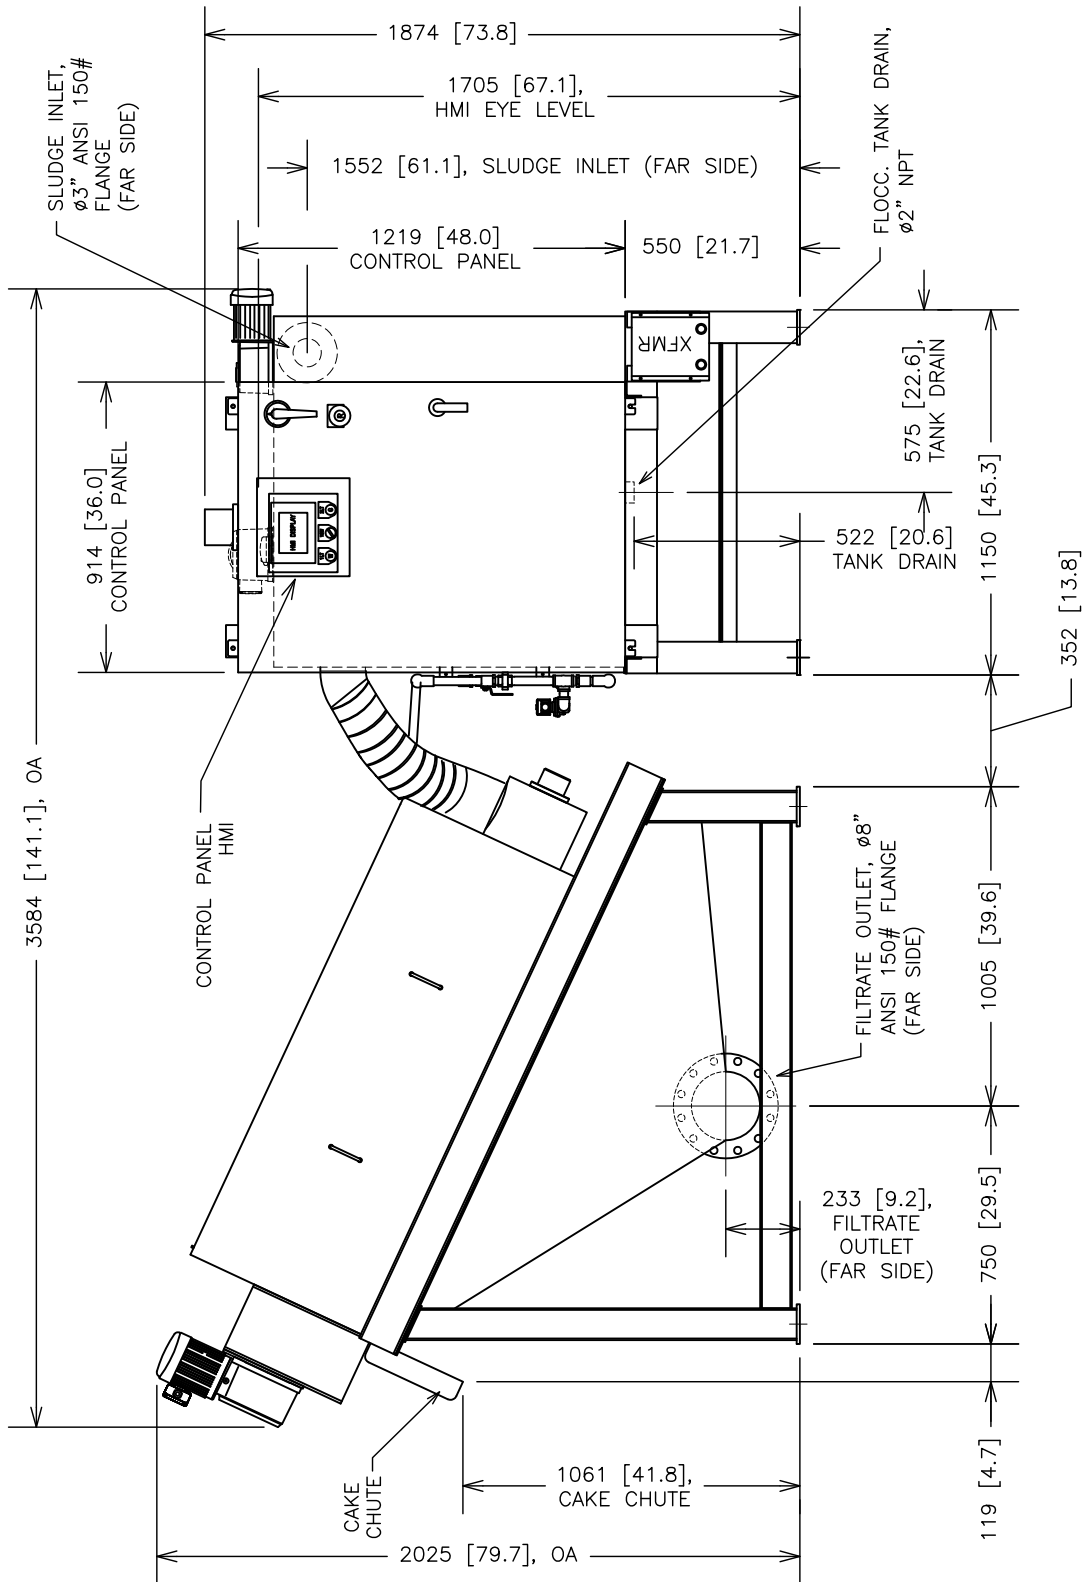 1874 [73.8]
1705 [67.1],
HMI EYE LEVEL
1552 [61.1], SLUDGE INLET (FAR SIDE)
1219 [48.0]
CONTROL PANEL
550 [21.7]
SLUDGE INLET,
ø3" ANSI 150#
FLANGE
(FAR SIDE)
FLOCC. TANK DRAIN,
ø2" NPT
XFMR
575 [22.6],
TANK DRAIN
914 [36.0]
CONTROL PANEL
HMI DISPLAY
R
522 [20.6]
TANK DRAIN
1150 [45.3]
352 [13.8]
3584 [141.1], OA
CONTROL PANEL
HMI
FILTRATE OUTLET, ø8"
ANSI 150# FLANGE
(FAR SIDE)
1005 [39.6]
233 [9.2],
FILTRATE
OUTLET
(FAR SIDE)
750 [29.5]
119 [4.7]
CAKE
CHUTE
1061 [41.8],
CAKE CHUTE
2025 [79.7], OA